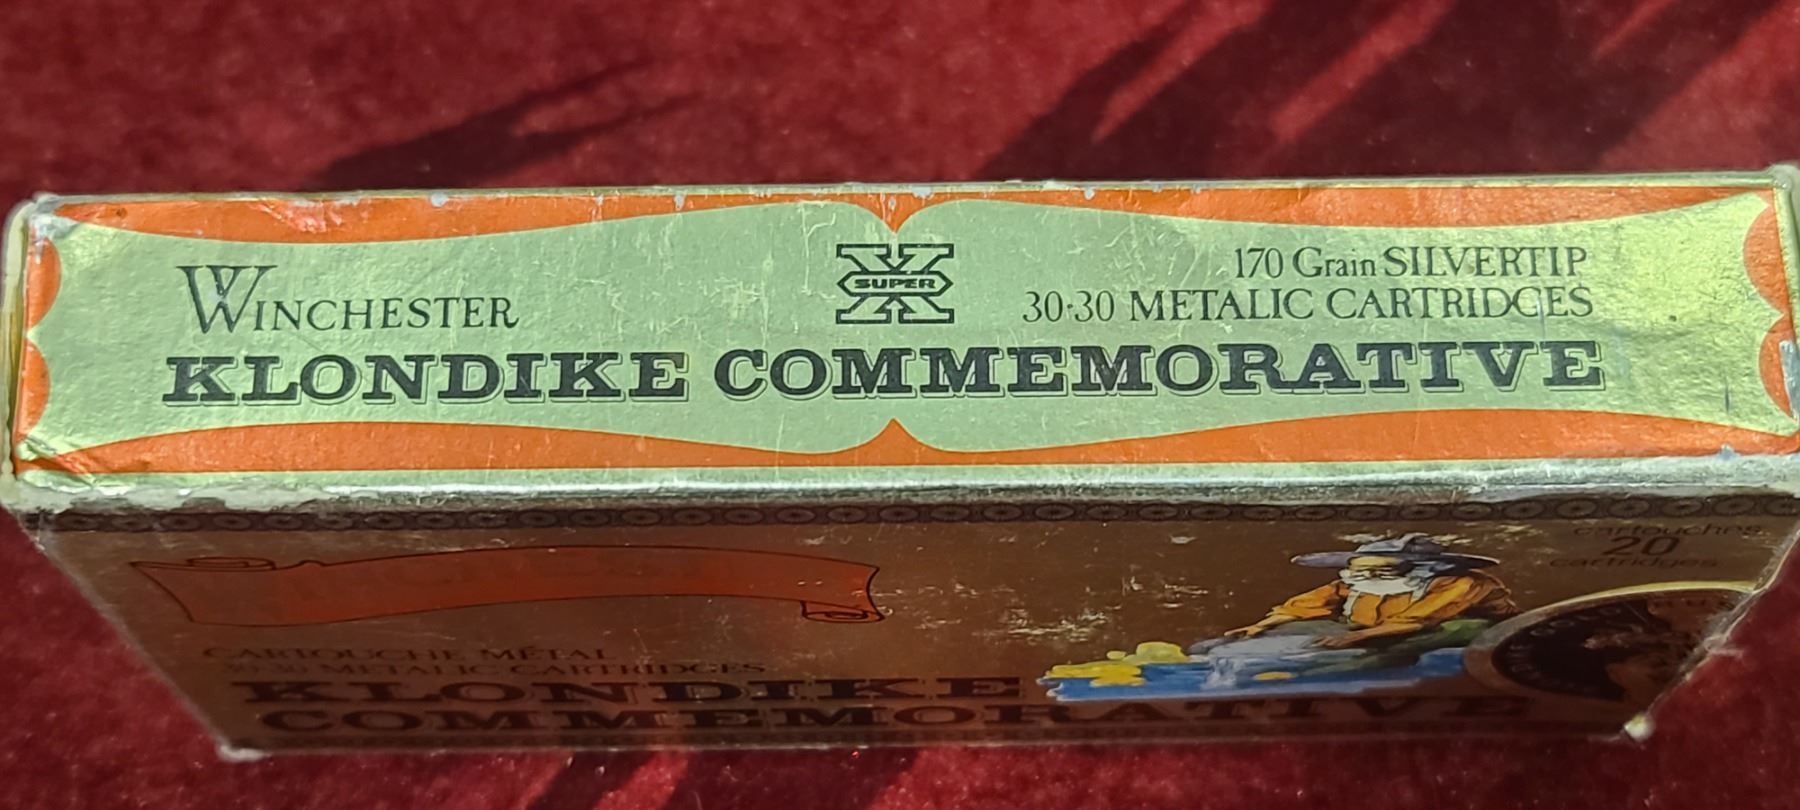 WINCHESTER
SUPER X
170 Grain SILVERTIP
30·30 METALIC CARTRIDGES
KLONDIKE COMMEMORATIVE
cartouches
20
cartridges
CARTOUCHE MÉTAL
30·30 METALIC CARTRIDGES
KLONDIKE
COMMEMORATIVE